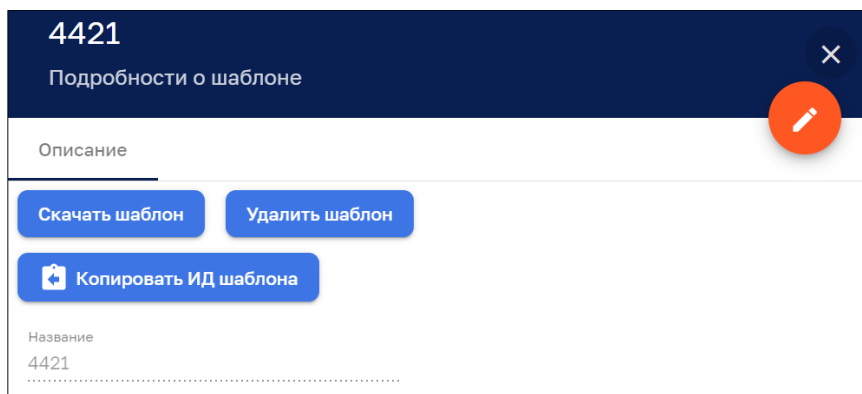 4421
Подробности о шаблоне
Описание
Скачать шаблон Удалить шаблон
Копировать ИД шаблона
Название
4421